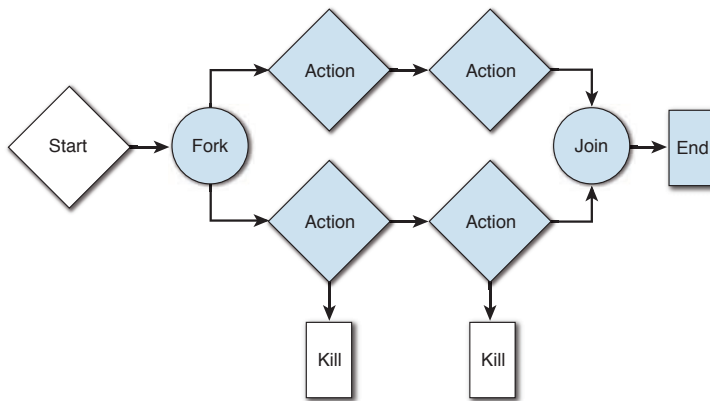 Action
Action
Start
Fork
Join
End
Action
Action
Kill
Kill